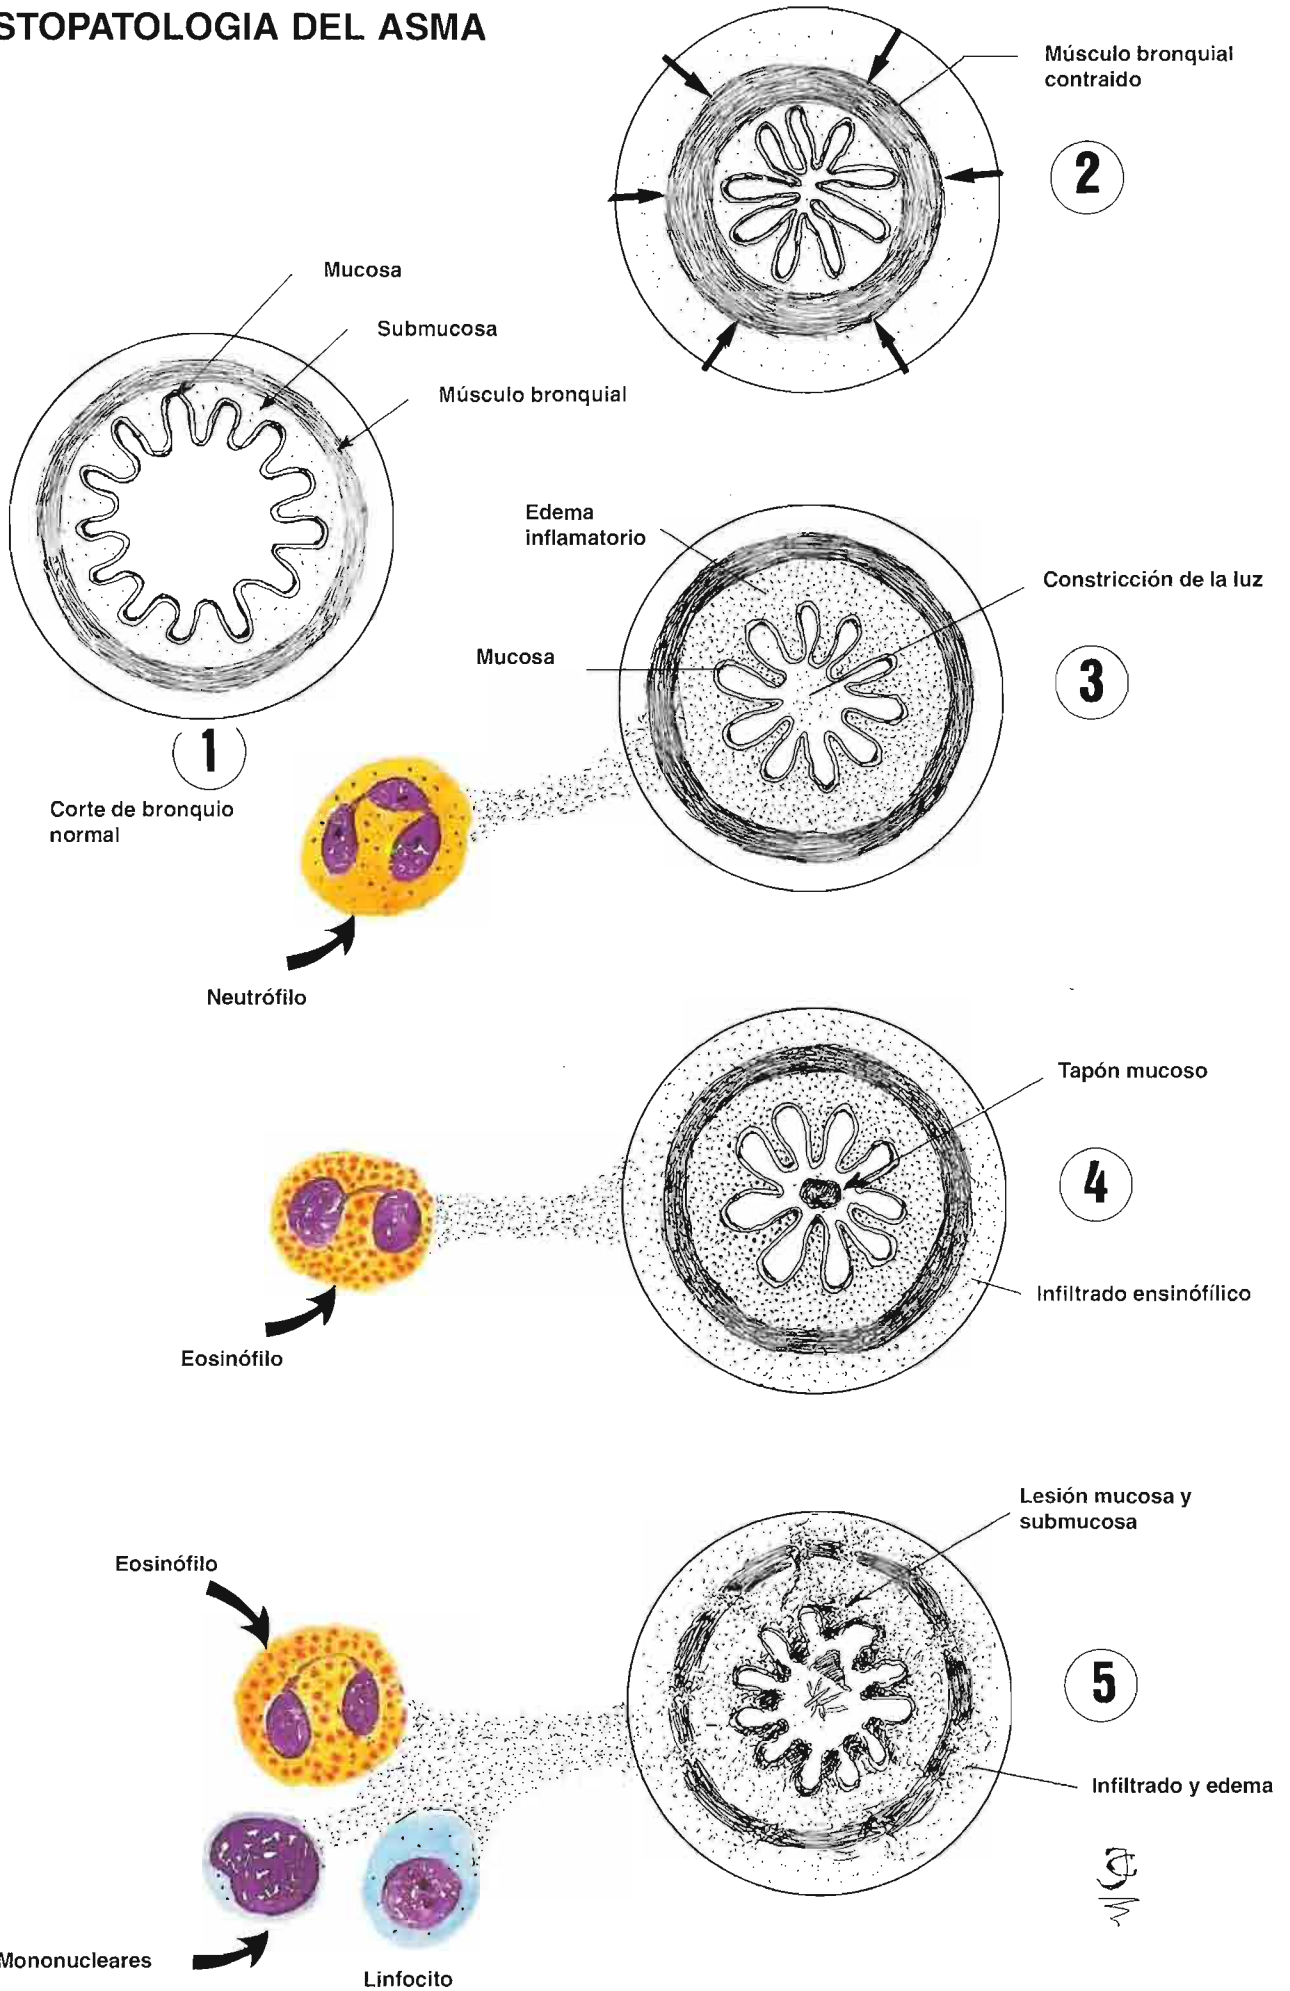 STOPATOLOGIA DEL ASMA
Músculo bronquial
contraido
2
Mucosa
Submucosa
Músculo bronquial
1
Corte de bronquio
normal
Edema
inflamatorio
Constricción de la luz
Mucosa
3
Neutrófilo
Tapón mucoso
4
Infiltrado ensinófílico
Eosinófilo
Lesión mucosa y
submucosa
Eosinófilo
5
Infiltrado y edema
Mononucleares
Linfocito